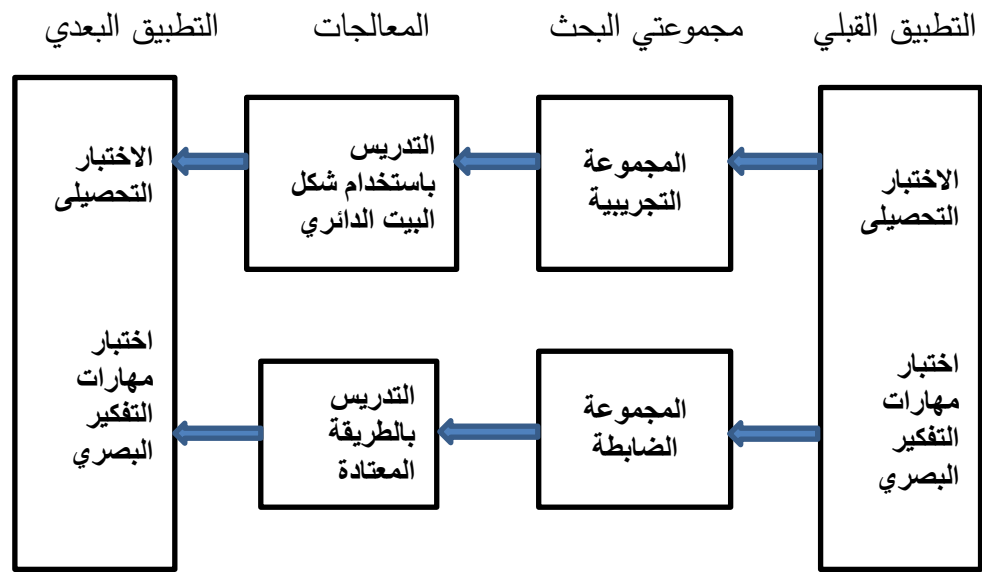 التطبيق القبلي
مجموعتي البحث
المعالجات
التطبيق البعدي
الاختبار
التحصيلى
اختبار
مهارات
التفكير
البصري
المجموعة
التجريبية
المجموعة
الضابطة
التدريس
باستخدام شكل
البيت الدائري
التدريس
بالطريقة
المعتادة
الاختبار
التحصيلى
اختبار
مهارات
التفكير
البصري